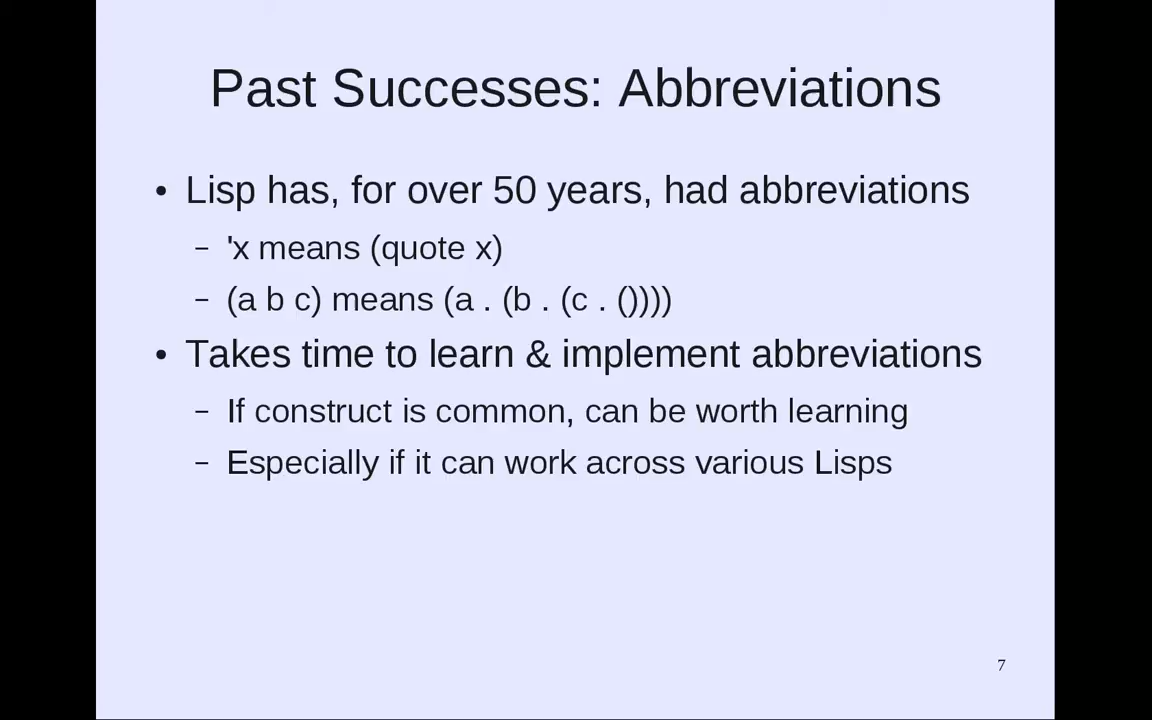 Past Successes: Abbreviations
• Lisp has, for over 50 years, had abbreviations
– 'x means (quote x)
– (a b c) means (a . (b . (c . ())))
• Takes time to learn & implement abbreviations
– If construct is common, can be worth learning
– Especially if it can work across various Lisps
7